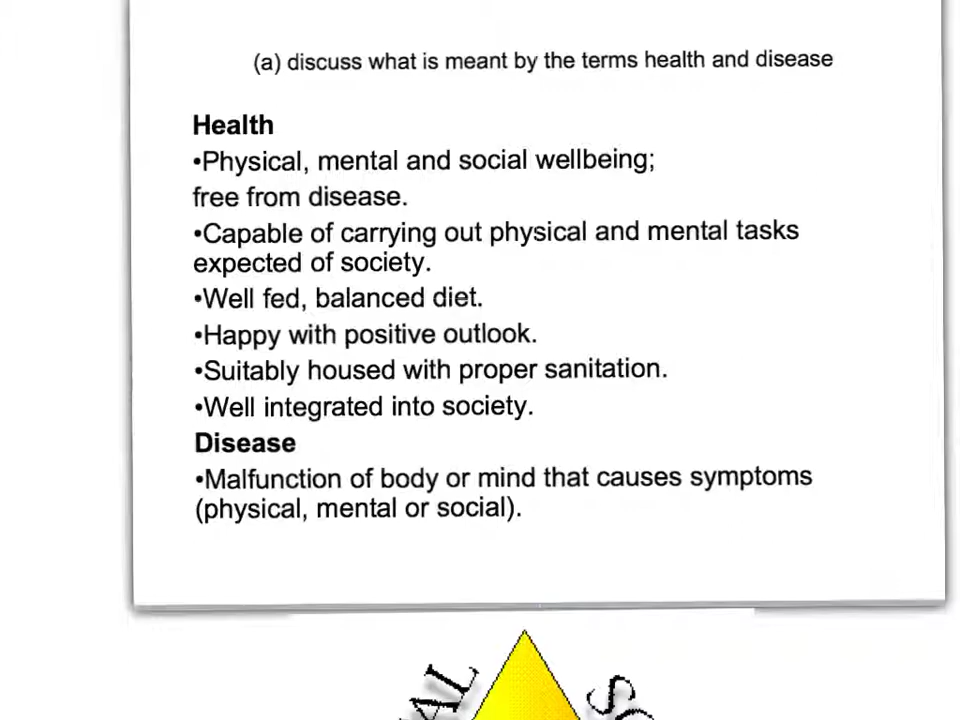 (a) discuss what is meant by the terms health and disease
Health
•Physical, mental and social wellbeing;
free from disease.
•Capable of carrying out physical and mental tasks
expected of society.
•Well fed, balanced diet.
•Happy with positive outlook.
•Suitably housed with proper sanitation.
•Well integrated into society.
Disease
•Malfunction of body or mind that causes symptoms
(physical, mental or social).